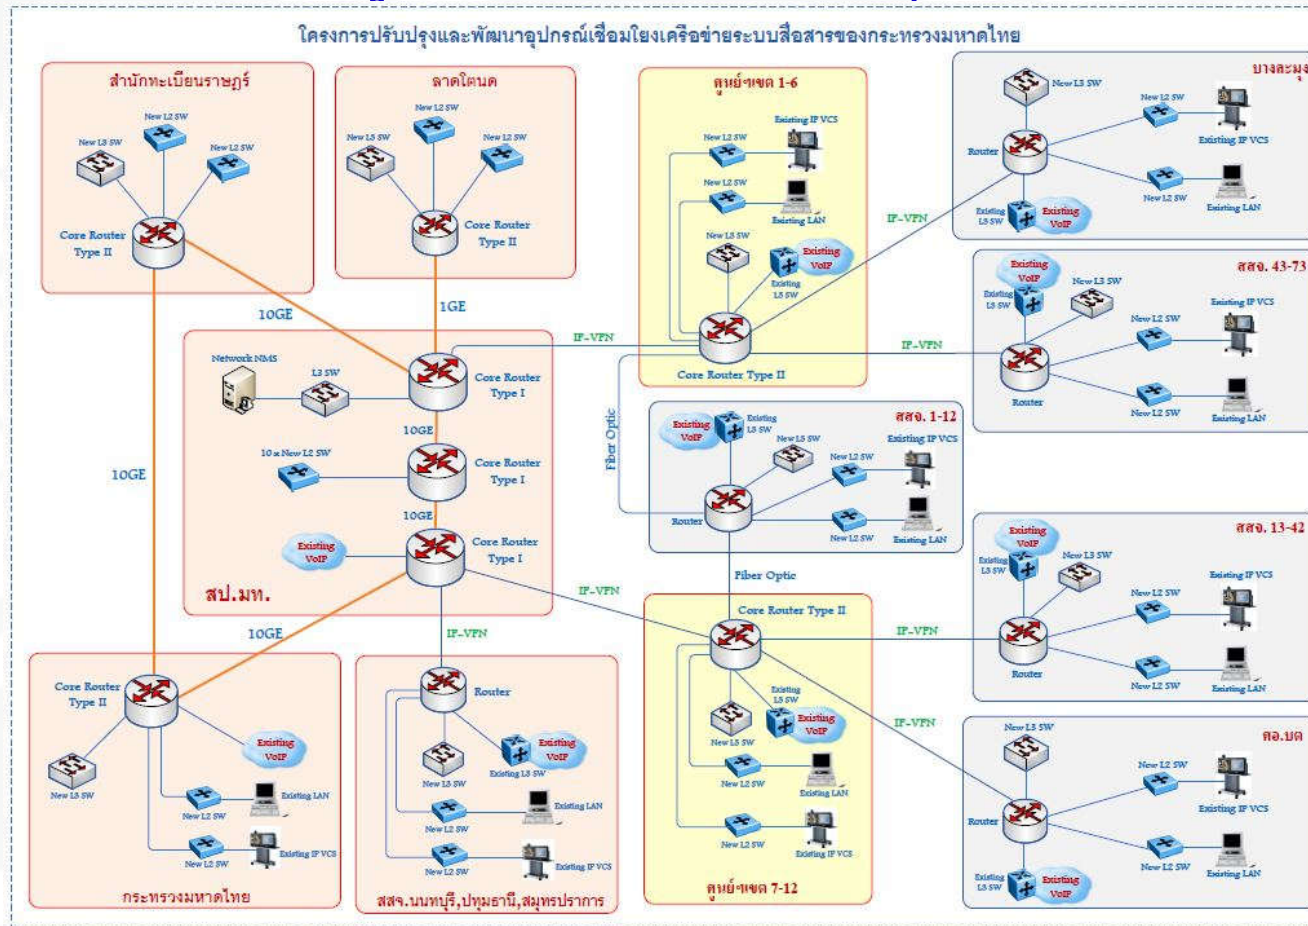 โครงการปรับปรุงและพัฒนาอุปกรณ์เชื่อมโยงเครือข่ายระบบสื่อสารของกระทรวงมหาดไทย
สำนักทะเบียนราษฎร์
New L2 SW
New L3 SW
New L2 SW
Core Router
Type II
ลาดโตนด
New L2 SW
New L3 SW
New L2 SW
Core Router
Type II
ศูนย์ฯเขต 1-6
Existing IP VCS
New L2 SW
New L2 SW
Existing LAN
New L3 SW
Existing
VoIP
Existing
L3 SW
Core Router Type II
บางละมุง
New L3 SW
New L2 SW
Existing IP VCS
Router
New L2 SW
Existing LAN
Existing
L3 SW
Existing
VoIP
IP-VPN
สสจ. 43-73
Existing
VoIP
Existing
L3 SW
New L3 SW
Existing IP VCS
New L2 SW
Router
New L2 SW
Existing LAN
IP-VPN
10GE
1GE
IP-VPN
10GE
Network NMS
L3 SW
Core Router
Type I
10GE
10 x New L2 SW
Core Router
Type I
10GE
Existing
VoIP
Core Router
Type I
สป.มท.
Fiber Optic
สสจ. 1-12
Existing
VoIP
Existing
L3 SW
New L3 SW
Existing IP VCS
New L2 SW
Router
New L2 SW
Existing LAN
Fiber Optic
IP-VPN
10GE
IP-VPN
สสจ. 13-42
Existing
VoIP
Existing
L3 SW
New L3 SW
Existing IP VCS
New L2 SW
Router
New L2 SW
Existing LAN
IP-VPN
Core Router
Type II
Existing
VoIP
New L3 SW
New L2 SW
Existing LAN
New L2 SW
Existing IP VCS
กระทรวงมหาดไทย
Router
New L3 SW
Existing L3 SW
Existing
VoIP
New L2 SW
Existing LAN
New L2 SW
Existing IP VCS
สสจ.นนทบุรี,ปทุมธานี,สมุทรปราการ
Core Router Type II
Existing
L3 SW
Existing
VoIP
New L3 SW
New L2 SW
Existing LAN
New L2 SW
Existing IP VCS
ศูนย์ฯเขต 7-12
IP-VPN
ศอ.บต
New L3 SW
New L2 SW
Existing IP VCS
Router
New L2 SW
Existing LAN
Existing
L3 SW
Existing
VoIP